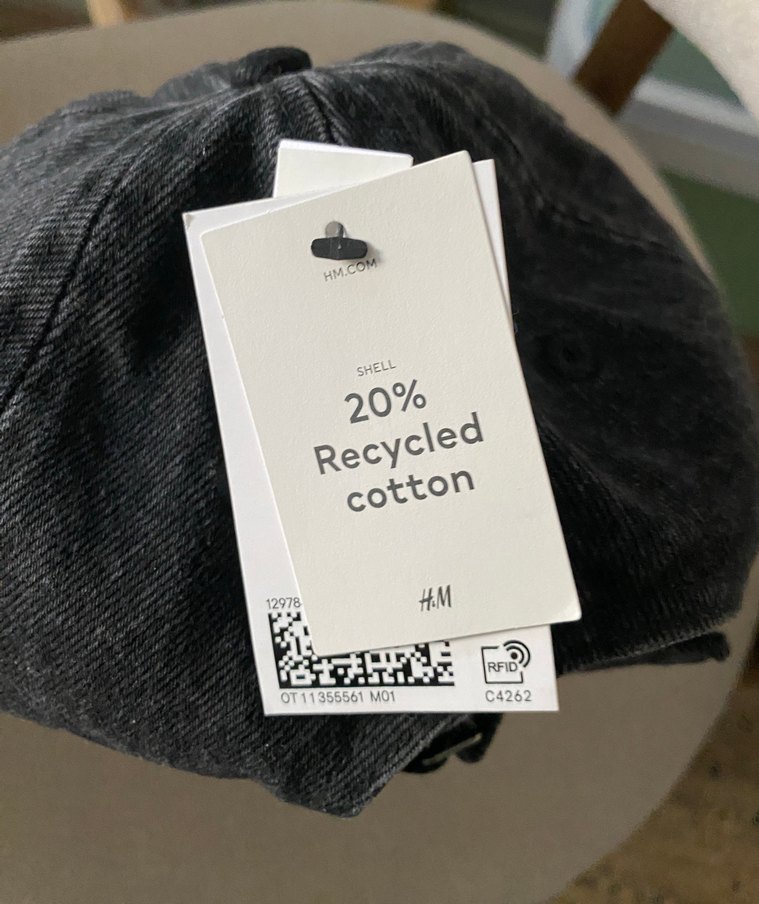 HM.COM
SHELL
20%
Recycled
cotton
H&M
12978
RFID
OT11355561 M01
C4262